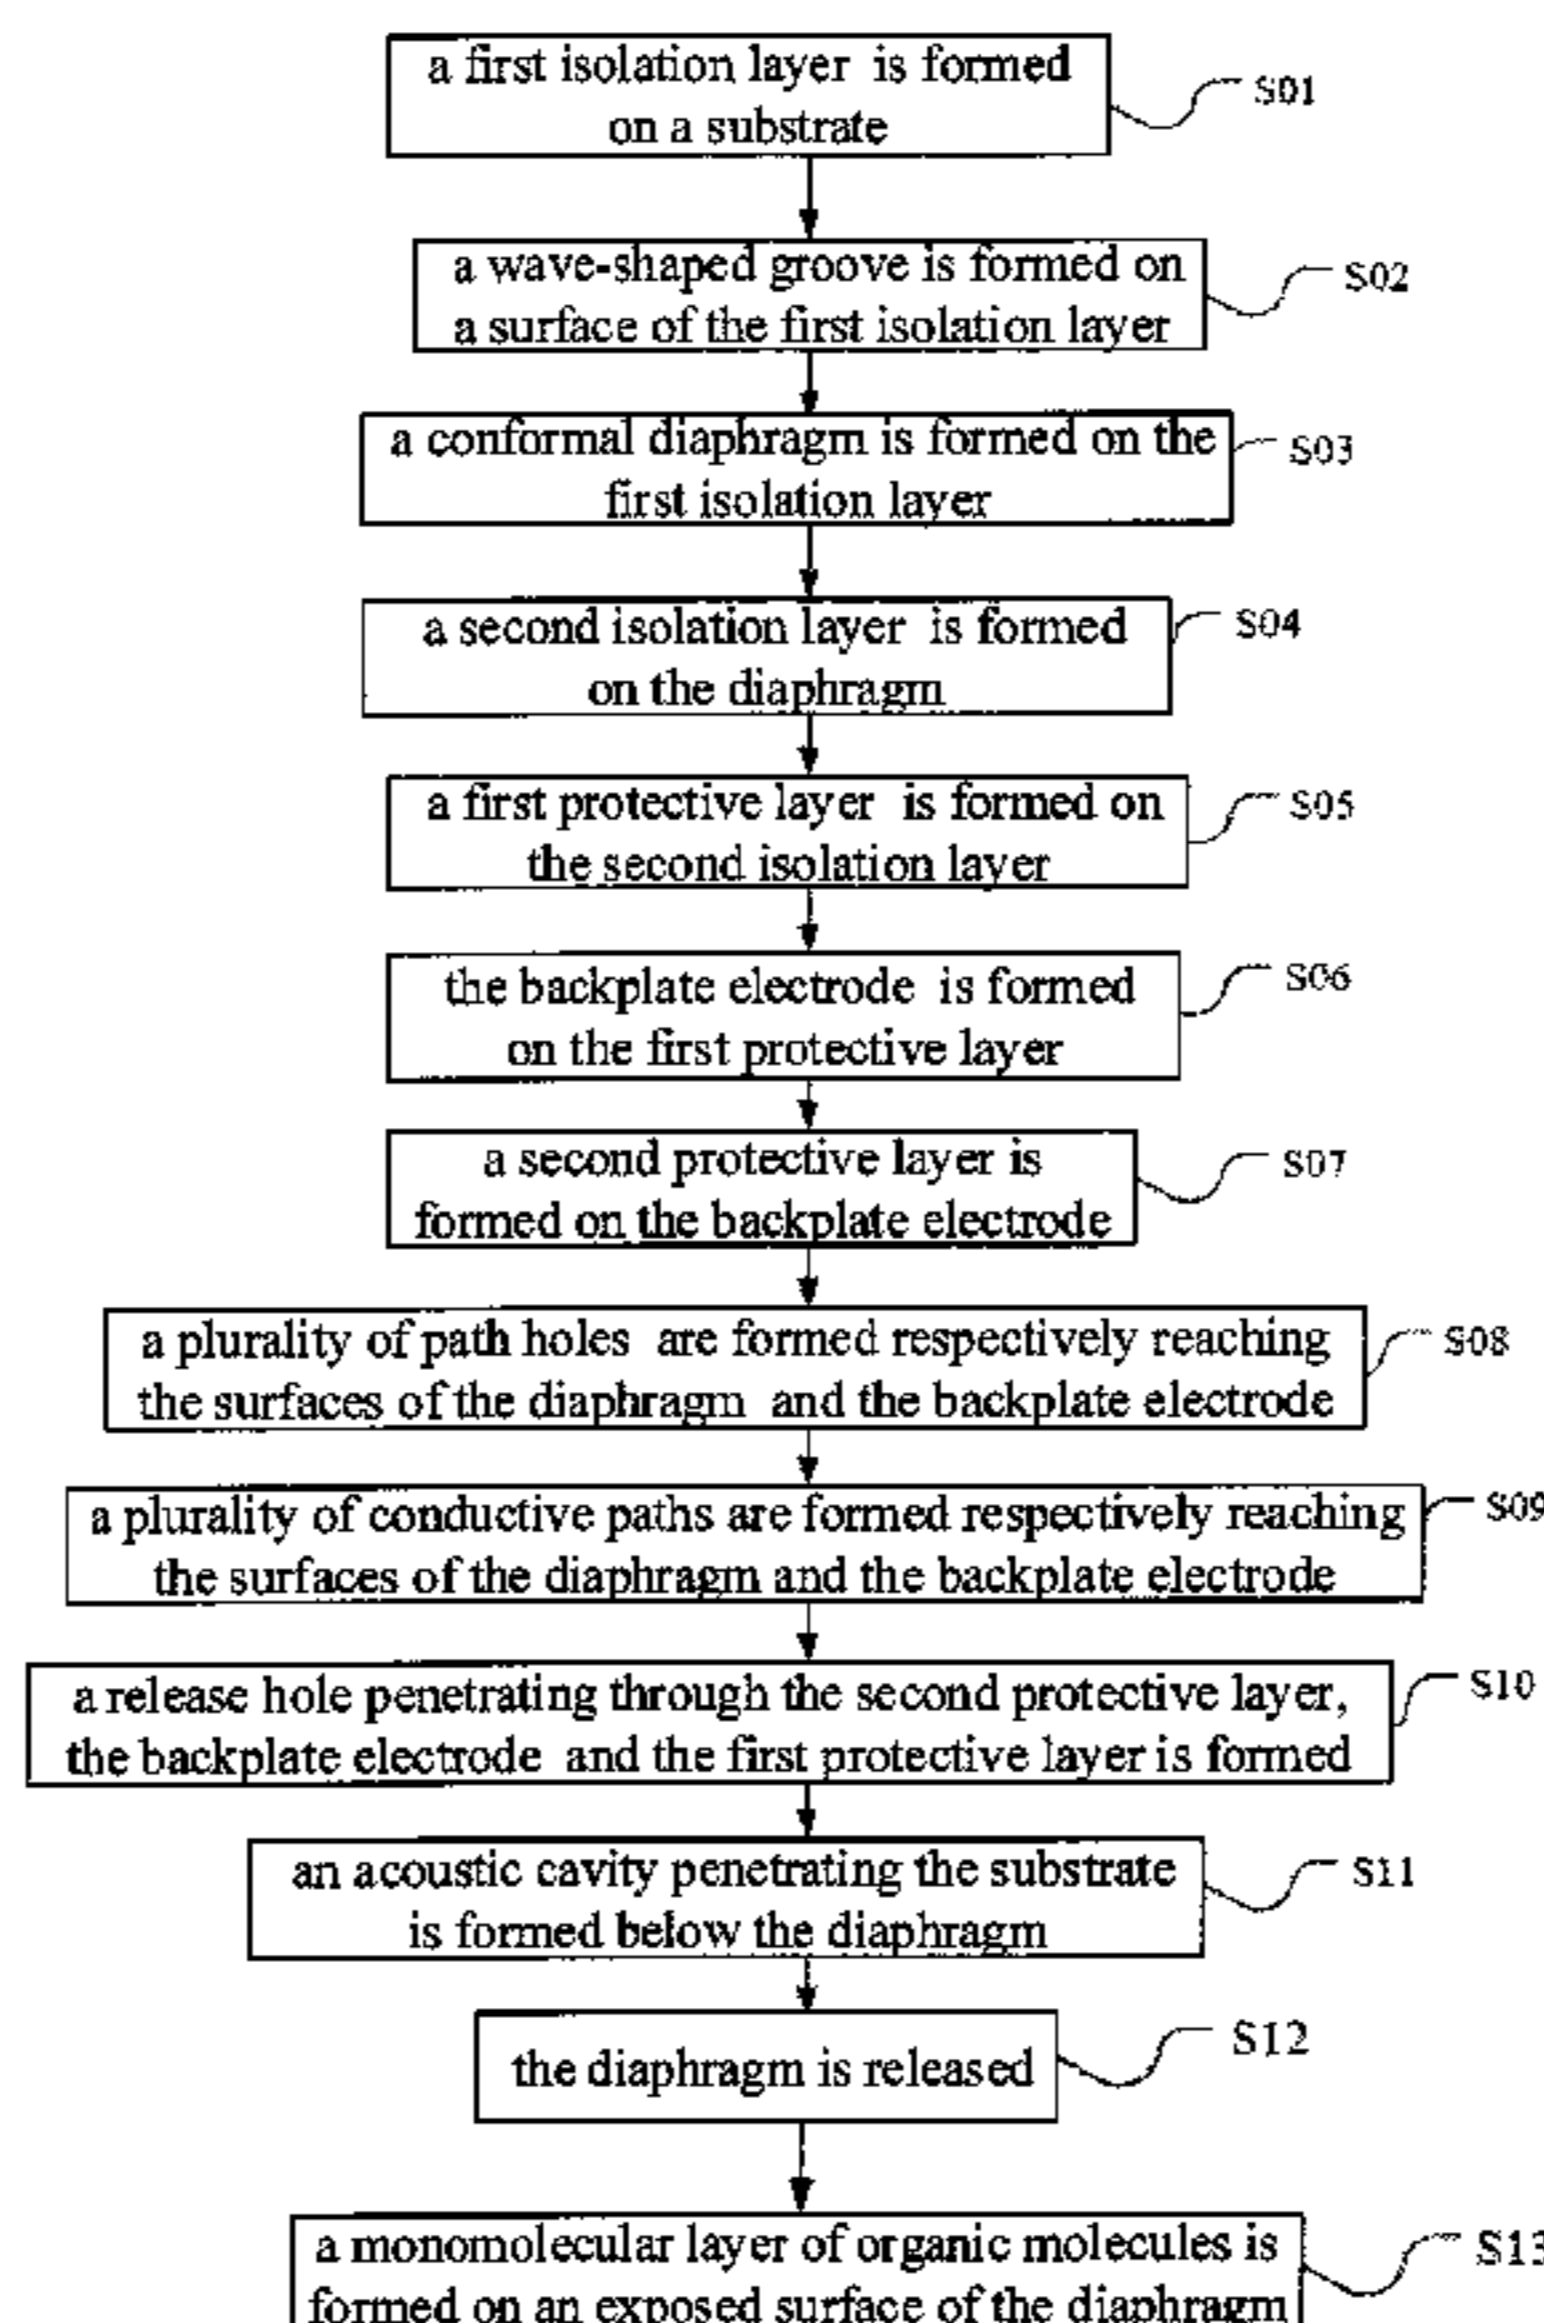 a first isolation layer is formed
on a substrate
S01
a wave-shaped groove is formed on
a surface of the first isolation layer
S02
a conformal diaphragm is formed on the
first isolation layer
S03
a second isolation layer is formed
on the diaphragm
S04
a first protective layer is formed on
the second isolation layer
S05
the backplate electrode is formed
on the first protective layer
S06
a second protective layer is
formed on the backplate electrode
S07
a plurality of path holes are formed respectively reaching
the surfaces of the diaphragm and the backplate electrode
S08
a plurality of conductive paths are formed respectively reaching
the surfaces of the diaphragm and the backplate electrode
S09
a release hole penetrating through the second protective layer,
the backplate electrode and the first protective layer is formed
S10
an acoustic cavity penetrating the substrate
is formed below the diaphragm
S11
the diaphragm is released
S12
a monomolecular layer of organic molecules is
formed on an exposed surface of the diaphragm
S13